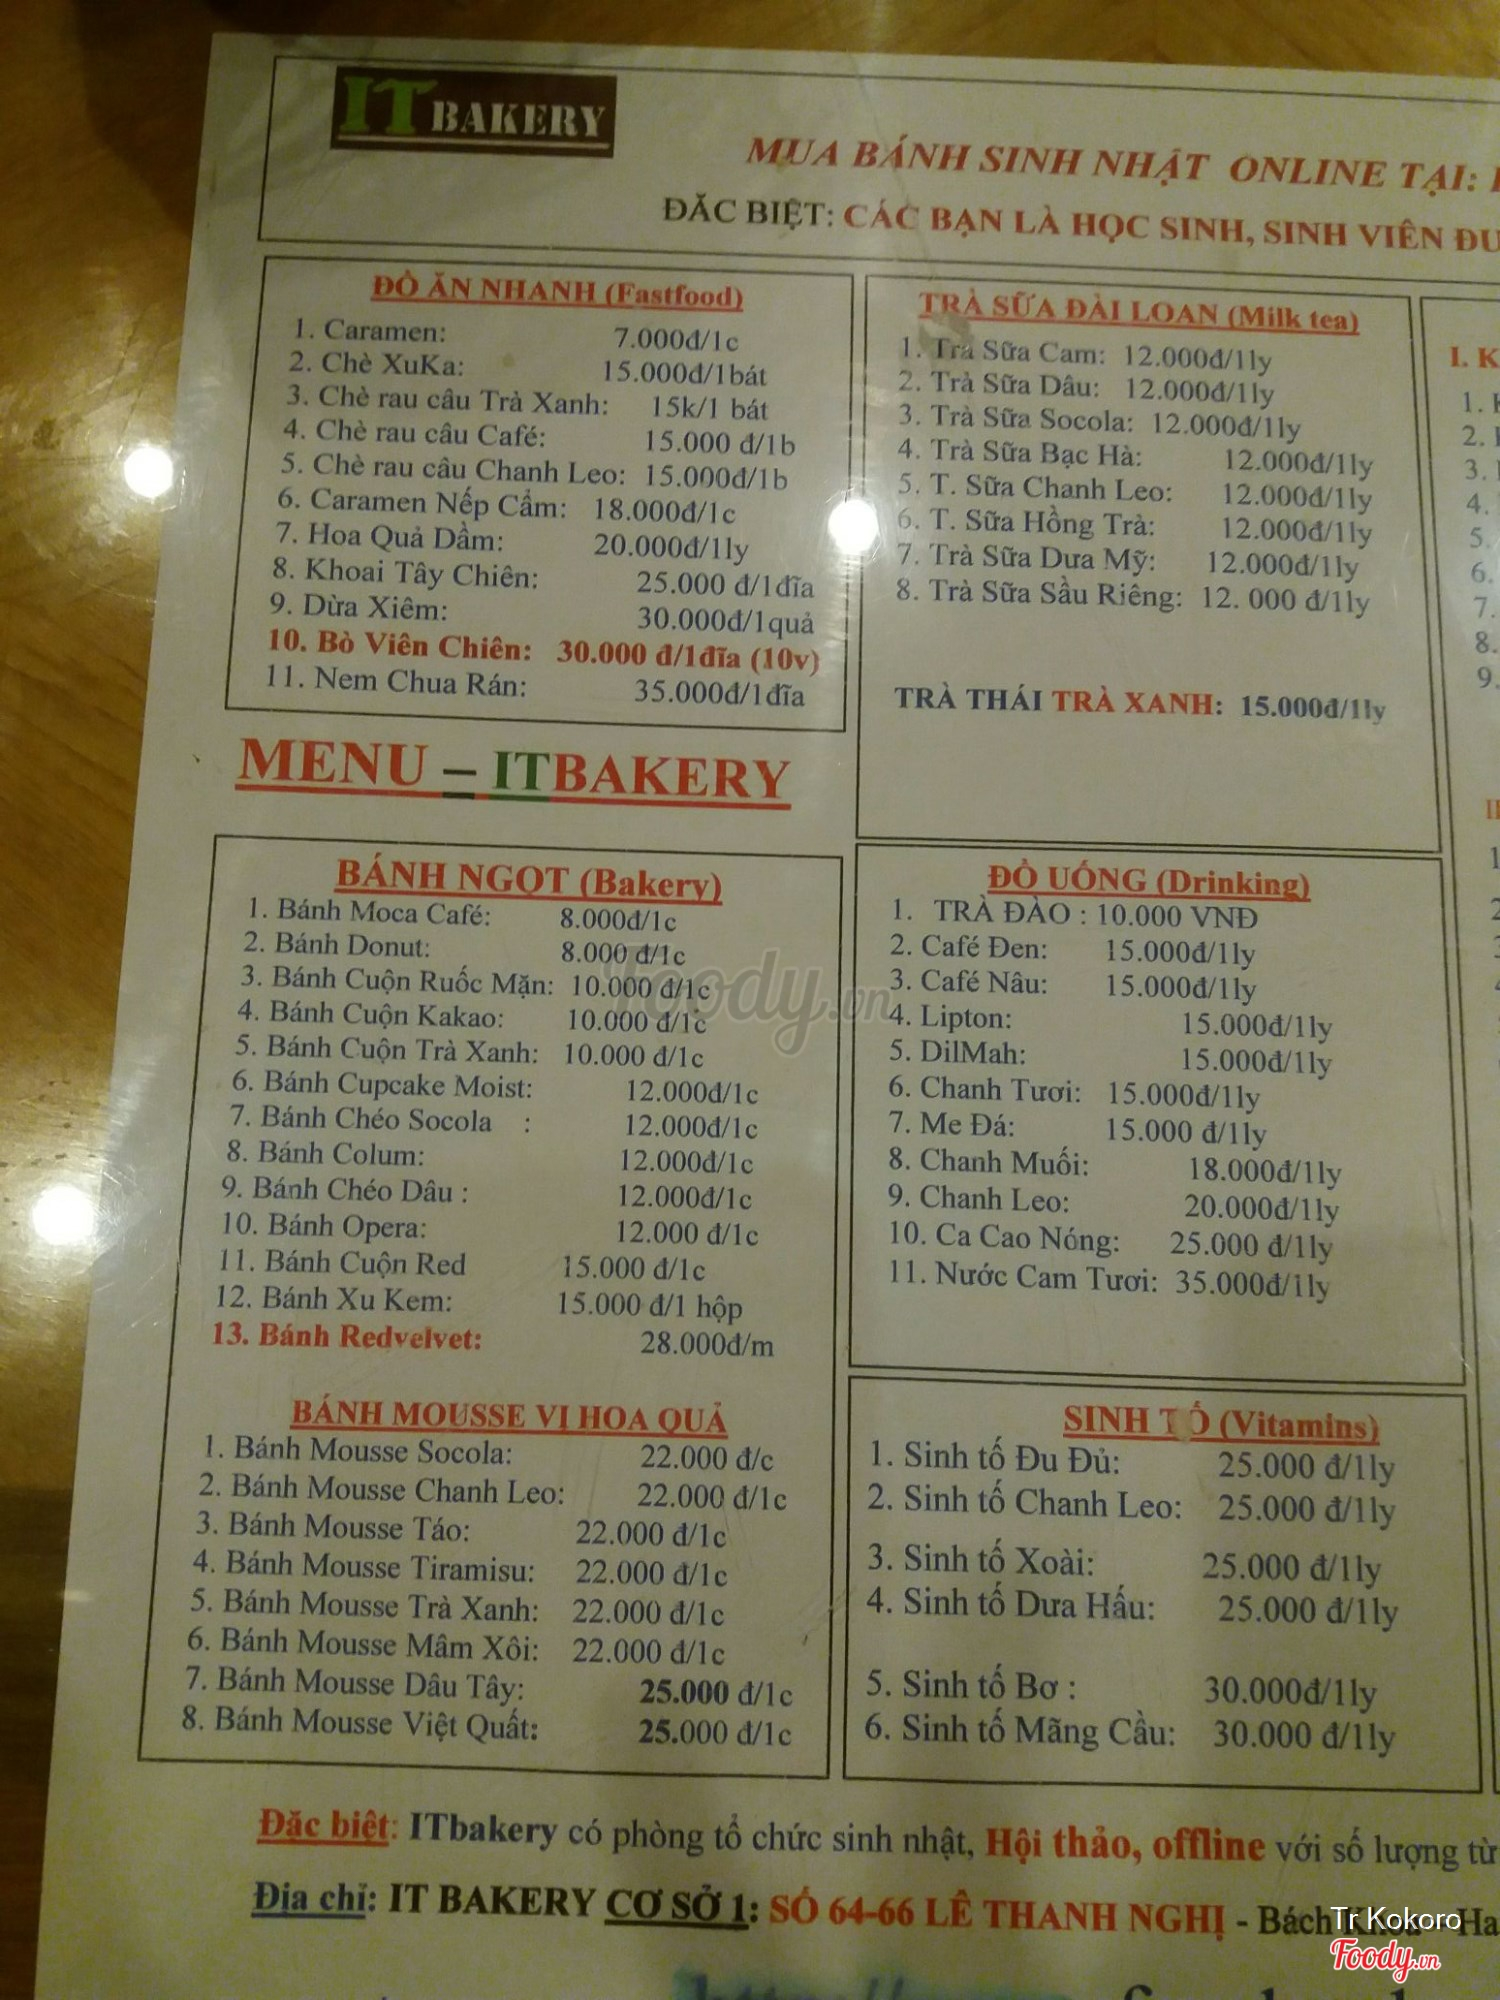 IT BAKERY
MUA BÁNH SINH NHẬT ONLINE TẠI:
ĐĂC BIỆT: CÁC BẠN LÀ HỌC SINH, SINH VIÊN
ĐỒ ĂN NHANH (Fastfood)
1. Caramen: 7.000đ/1c
2. Chè XuKa: 15.000đ/1bát
3. Chè rau câu Trà Xanh: 15k/1 bát
4. Chè rau câu Café: 15.000 đ/1b
5. Chè rau câu Chanh Leo: 15.000đ/1b
6. Caramen Nếp Cẩm: 18.000đ/1c
7. Hoa Quả Dầm: 20.000đ/1ly
8. Khoai Tây Chiên: 25.000 đ/1đĩa
9. Dừa Xiêm: 30.000đ/1quả
10. Bò Viên Chiên: 30.000 đ/1đĩa (10v)
11. Nem Chua Rán: 35.000đ/1đĩa
TRÀ SỮA ĐÀI LOAN (Milk tea)
1. Trà Sữa Cam: 12.000đ/1ly
2. Trà Sữa Dâu: 12.000đ/1ly
3. Trà Sữa Socola: 12.000đ/1ly
4. Trà Sữa Bạc Hà: 12.000đ/1ly
5. T. Sữa Chanh Leo: 12.000đ/1ly
6. T. Sữa Hồng Trà: 12.000đ/1ly
7. Trà Sữa Dưa Mỹ: 12.000đ/1ly
8. Trà Sữa Sầu Riêng: 12. 000 đ/1ly
TRÀ THÁI TRÀ XANH: 15.000đ/1ly
I. K
1.
2.
3.
4.
5.
6.
7.
8.
9.
MENU – ITBAKERY
BÁNH NGỌT (Bakery)
1. Bánh Moca Café: 8.000đ/1c
2. Bánh Donut: 8.000 đ/1c
3. Bánh Cuộn Ruốc Mặn: 10.000 đ/1c
4. Bánh Cuộn Kakao: 10.000 đ/1c
5. Bánh Cuộn Trà Xanh: 10.000 đ/1c
6. Bánh Cupcake Moist: 12.000đ/1c
7. Bánh Chéo Socola : 12.000đ/1c
8. Bánh Colum: 12.000đ/1c
9. Bánh Chéo Dâu : 12.000đ/1c
10. Bánh Opera: 12.000 đ/1c
11. Bánh Cuộn Red 15.000 đ/1c
12. Bánh Xu Kem: 15.000 đ/1 hộp
13. Bánh Redvelvet: 28.000đ/m
BÁNH MOUSSE VỊ HOA QUẢ
1. Bánh Mousse Socola: 22.000 đ/c
2. Bánh Mousse Chanh Leo: 22.000 đ/1c
3. Bánh Mousse Táo: 22.000 đ/1c
4. Bánh Mousse Tiramisu: 22.000 đ/1c
5. Bánh Mousse Trà Xanh: 22.000 đ/1c
6. Bánh Mousse Mâm Xôi: 22.000 đ/1c
7. Bánh Mousse Dâu Tây: 25.000 đ/1c
8. Bánh Mousse Việt Quất: 25.000 đ/1c
ĐỒ UỐNG (Drinking)
1. TRÀ ĐÀO : 10.000 VNĐ
2. Café Đen: 15.000đ/1ly
3. Café Nâu: 15.000đ/1ly
4. Lipton: 15.000đ/1ly
5. DilMah: 15.000đ/1ly
6. Chanh Tươi: 15.000đ/1ly
7. Me Đá: 15.000 đ/1ly
8. Chanh Muối: 18.000đ/1ly
9. Chanh Leo: 20.000đ/1ly
10. Ca Cao Nóng: 25.000 đ/1ly
11. Nước Cam Tươi: 35.000đ/1ly
SINH TỐ (Vitamins)
1. Sinh tố Đu Đủ: 25.000 đ/1ly
2. Sinh tố Chanh Leo: 25.000 đ/1ly
3. Sinh tố Xoài: 25.000 đ/1ly
4. Sinh tố Dưa Hấu: 25.000 đ/1ly
5. Sinh tố Bơ : 30.000đ/1ly
6. Sinh tố Mãng Cầu: 30.000 đ/1ly
Foody.vn
Đặc biệt: ITbakery có phòng tổ chức sinh nhật, Hội thảo, offline với số lượng từ
Địa chỉ: IT BAKERY CƠ SỞ 1: SỐ 64-66 LÊ THANH NGHỊ - Bách Khoa - Ha
Tr Kokoro
Foody.vn